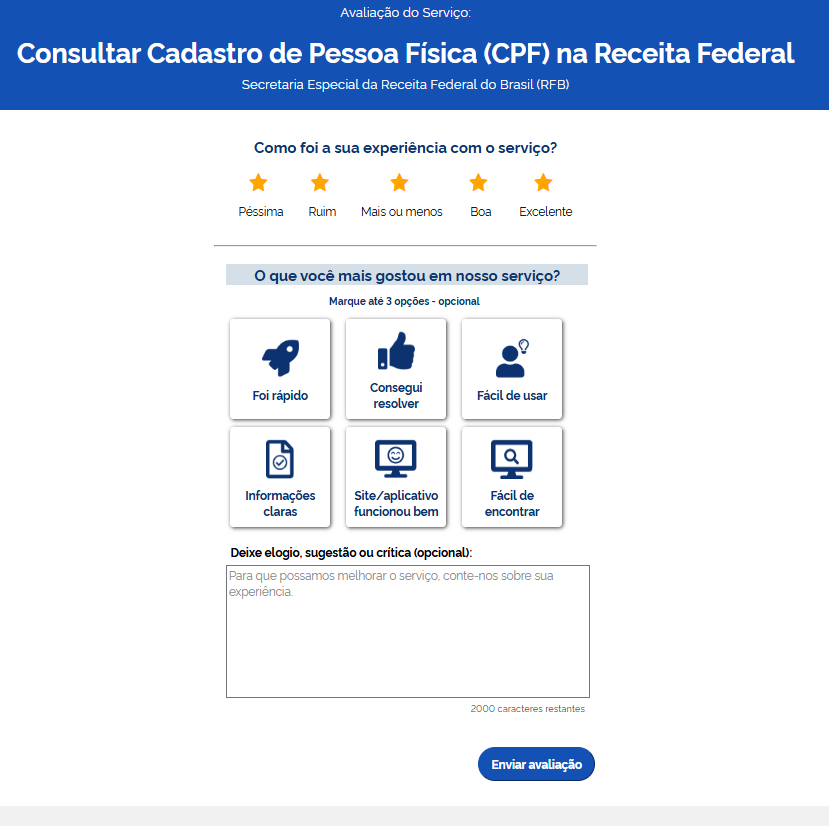 Avaliação do Serviço:
Consultar Cadastro de Pessoa Física (CPF) na Receita Federal
Secretaria Especial da Receita Federal do Brasil (RFB)
Como foi a sua experiência com o serviço?
Péssima
Ruim
Mais ou menos
Boa
Excelente
O que você mais gostou em nosso serviço?
Marque até 3 opções - opcional
Foi rápido
Consegui
resolver
Fácil de usar
Informações
claras
Site/aplicativo
funcionou bem
Fácil de
encontrar
Deixe elogio, sugestão ou crítica (opcional):
Para que possamos melhorar o serviço, conte-nos sobre sua
experiência.
2000 caracteres restantes
Enviar avaliação